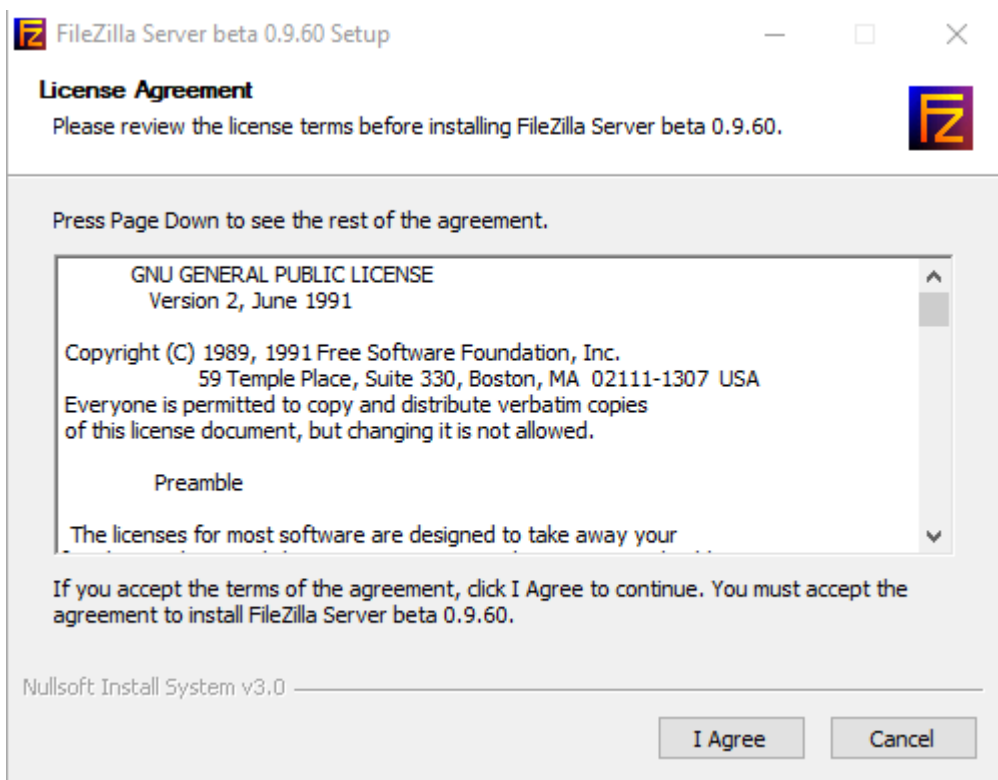 FileZilla Server beta 0.9.60 Setup
License Agreement
Please review the license terms before installing FileZilla Server beta 0.9.60.
FZ
Press Page Down to see the rest of the agreement.
GNU GENERAL PUBLIC LICENSE
Version 2, June 1991
Copyright (C) 1989, 1991 Free Software Foundation, Inc.
59 Temple Place, Suite 330, Boston, MA 02111-1307 USA
Everyone is permitted to copy and distribute verbatim copies
of this license document, but changing it is not allowed.
Preamble
The licenses for most software are designed to take away your
If you accept the terms of the agreement, click I Agree to continue. You must accept the
agreement to install FileZilla Server beta 0.9.60.
Nullsoft Install System v3.0
I Agree
Cancel